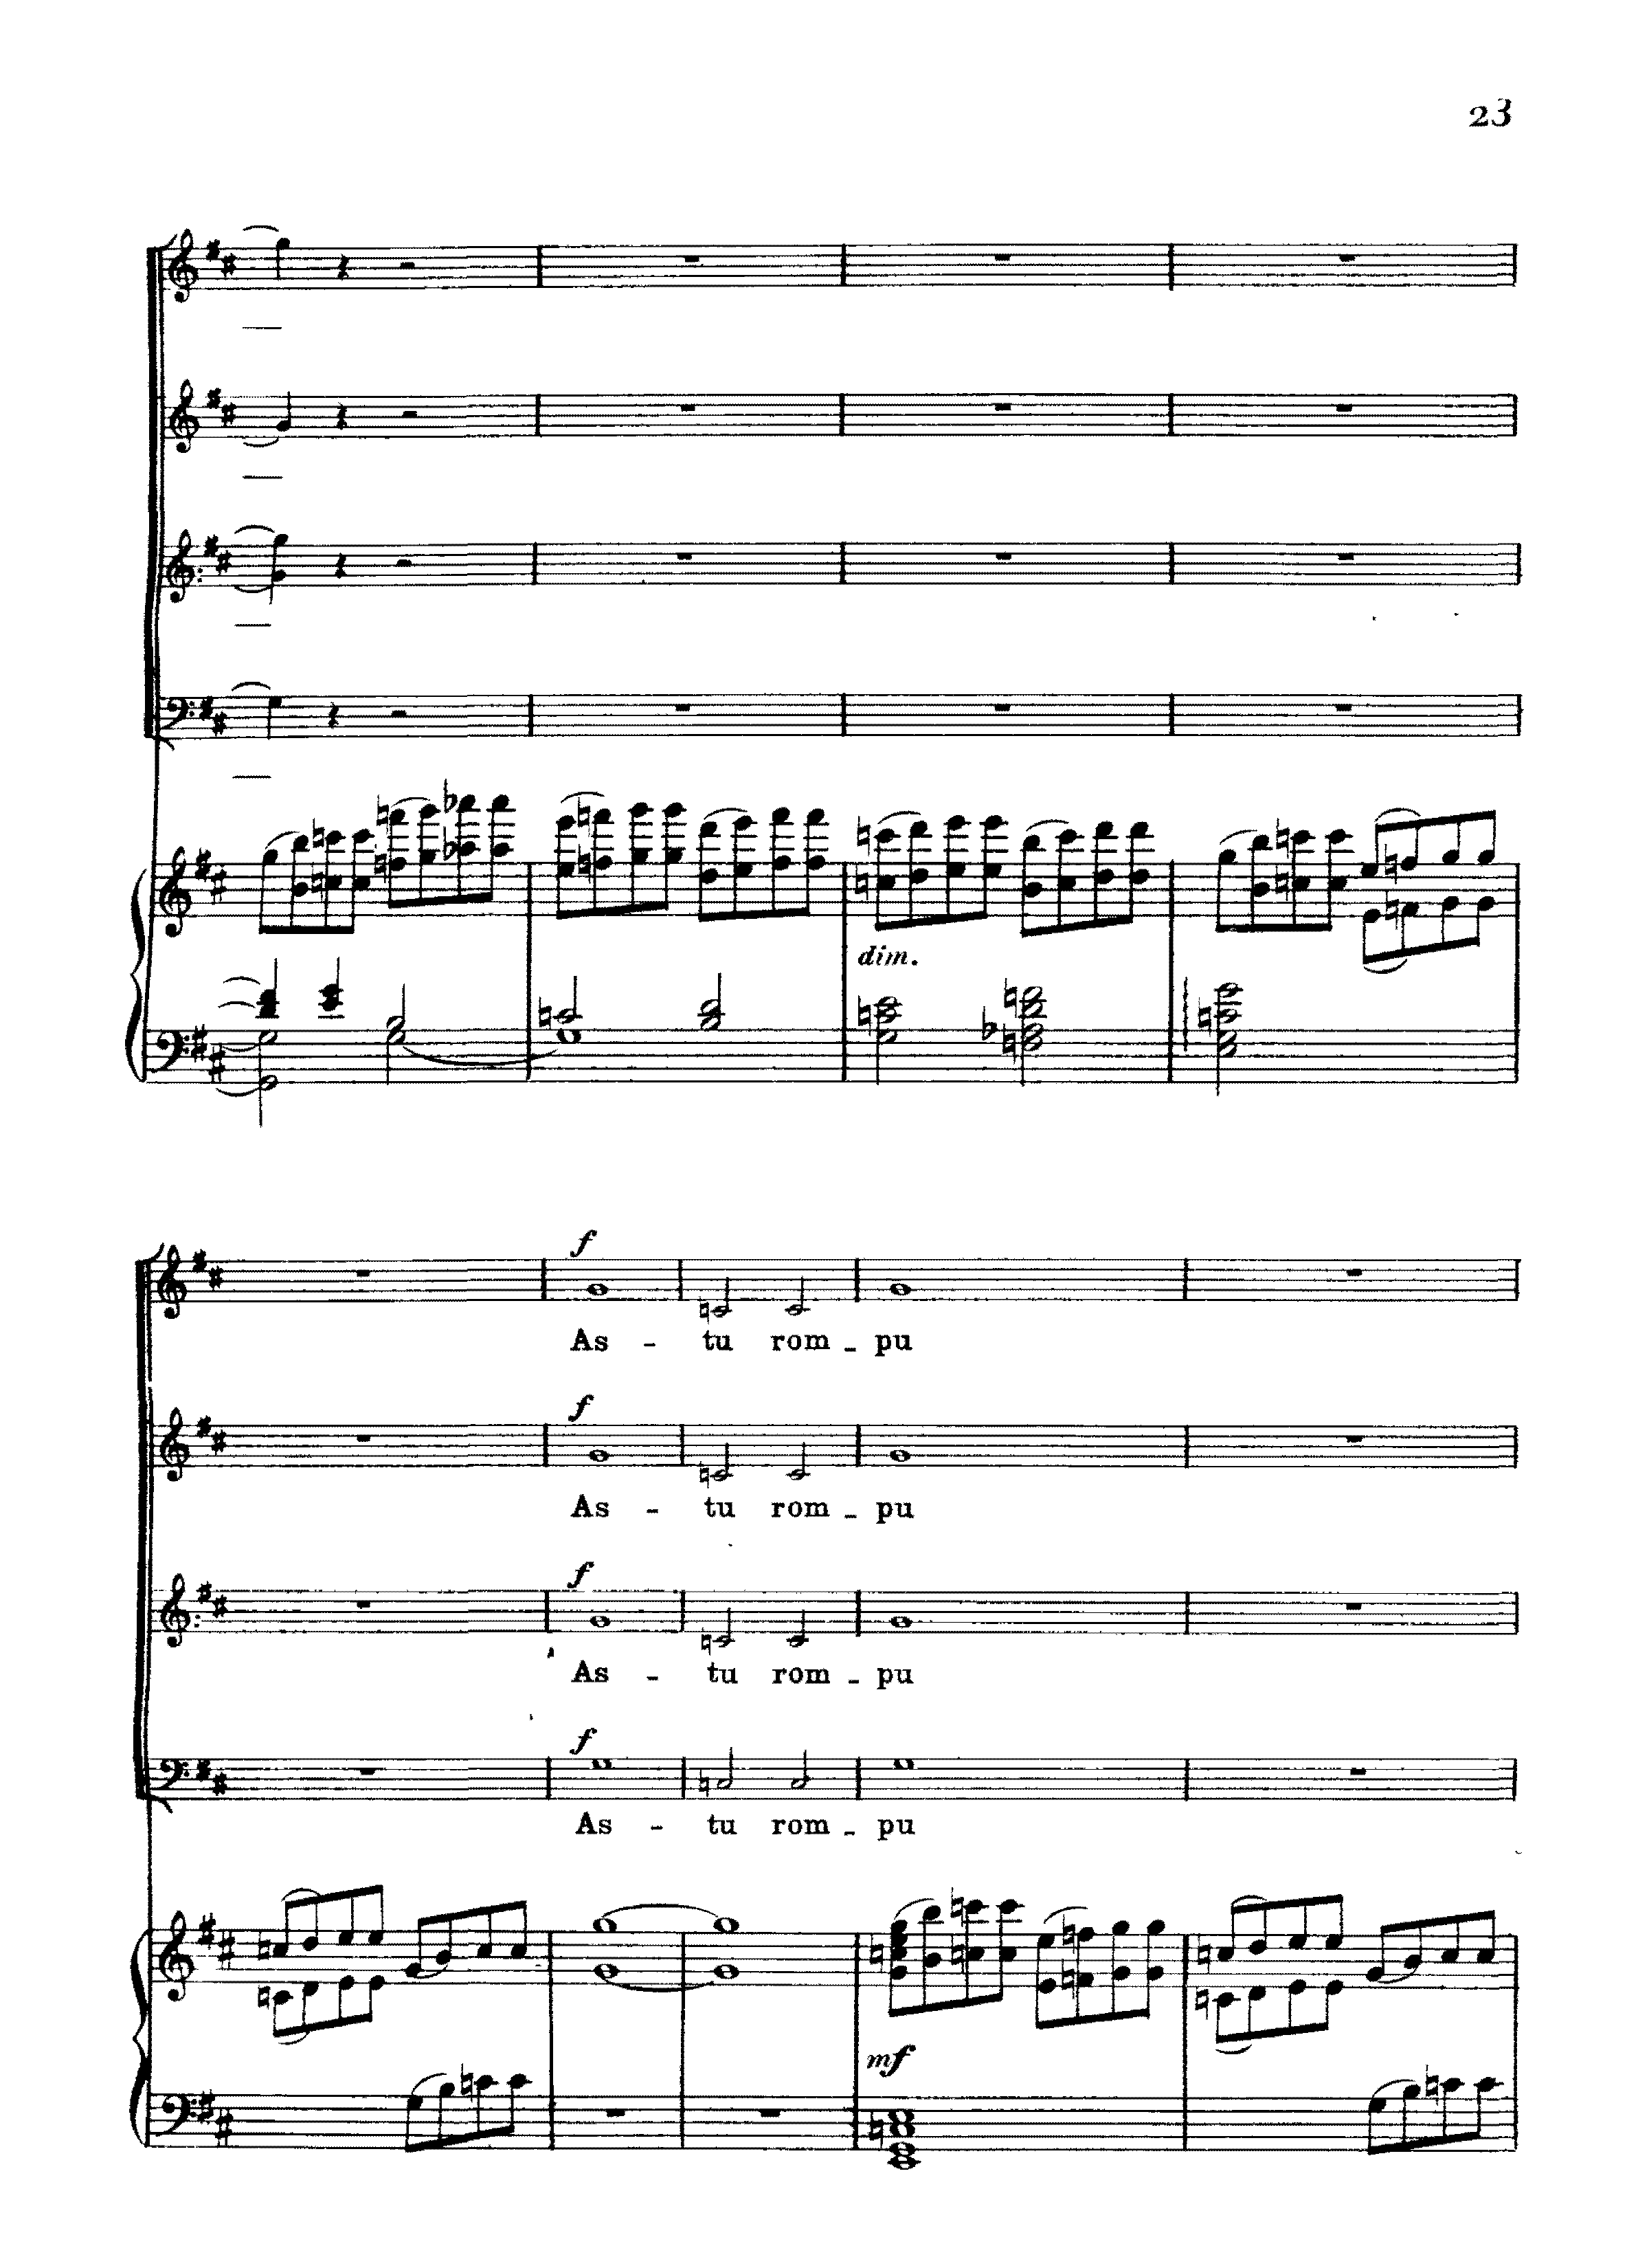 23
dim.
f
As - tu rom - pu
f
As - tu rom - pu
f
As - tu rom - pu
f
As - tu rom - pu
mf